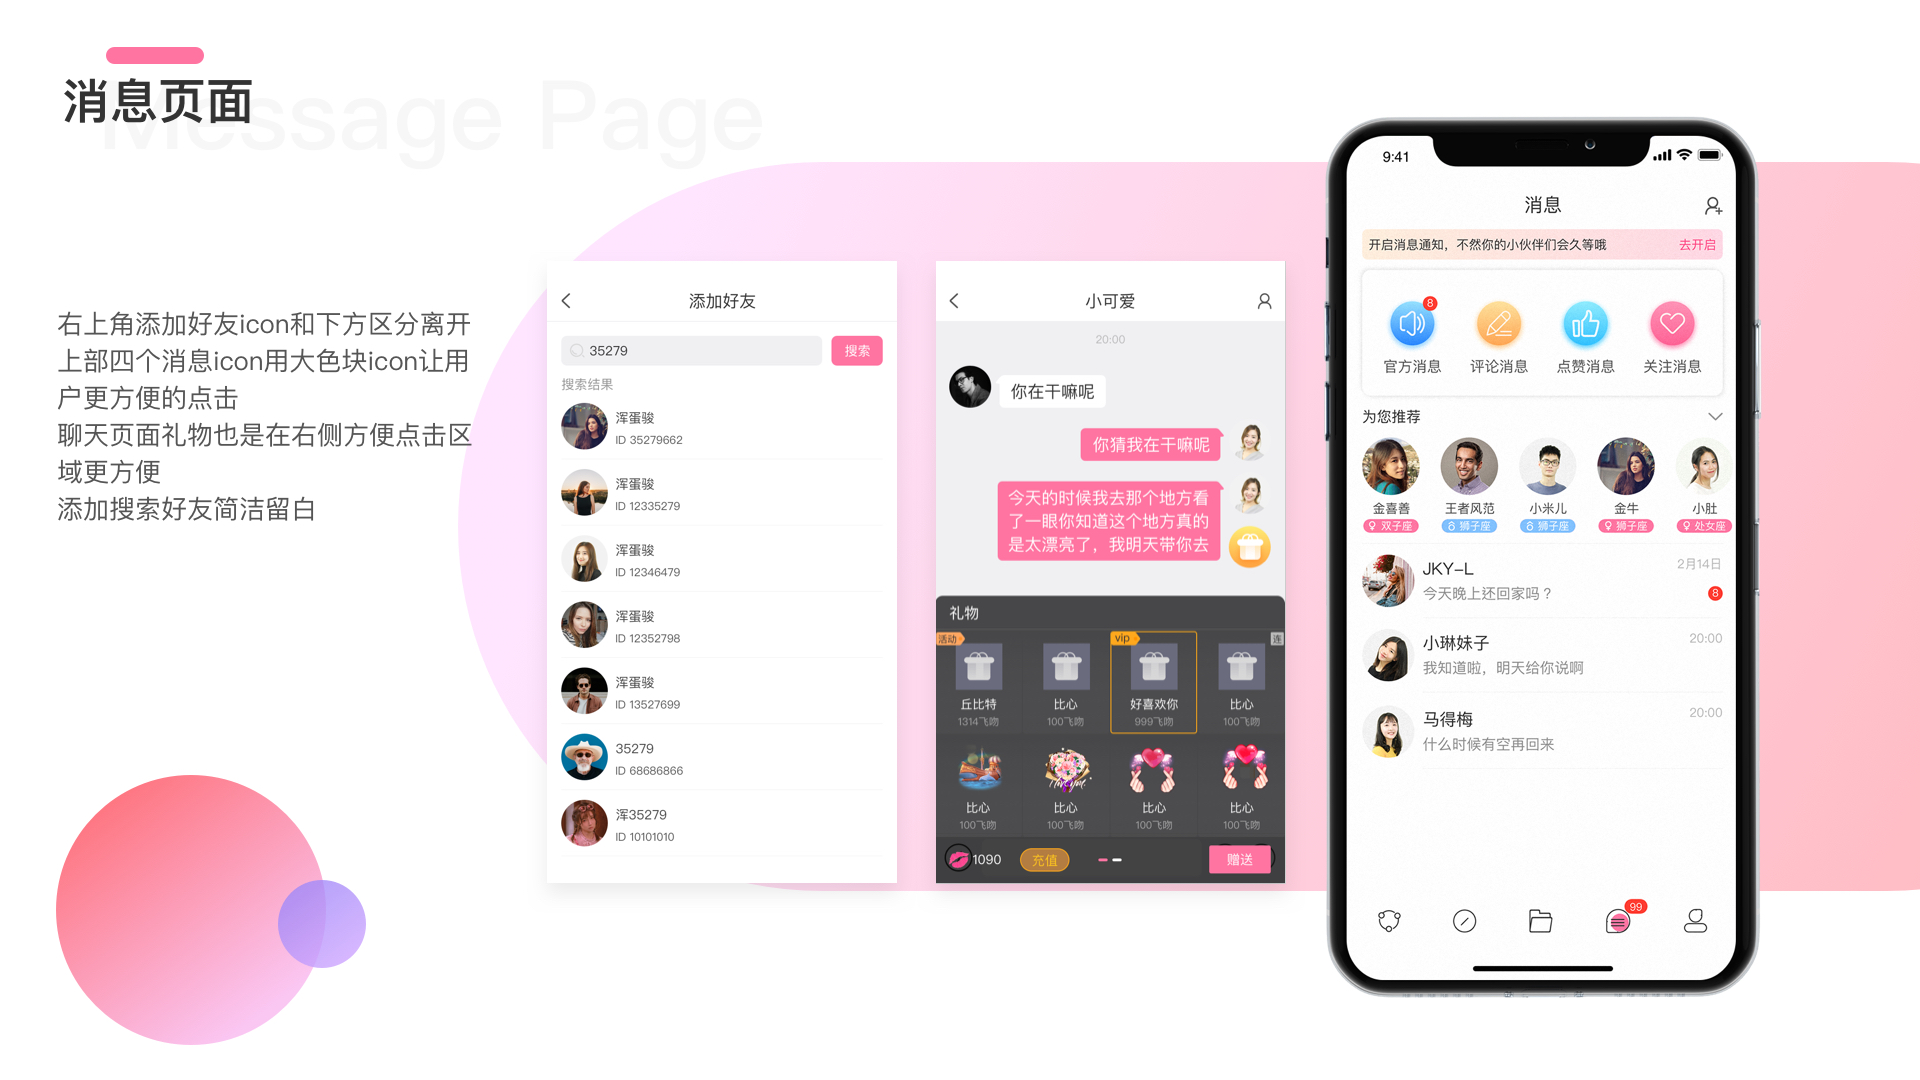 消息页面
Message Page
右上角添加好友icon和下方区分离开
上部四个消息icon用大色块icon让用
户更方便的点击
聊天页面礼物也是在右侧方便点击区
域更方便
添加搜索好友简洁留白
添加好友
35279
搜索
搜索结果
浑蛋骏
ID 35279662
浑蛋骏
ID 12335279
浑蛋骏
ID 12346479
浑蛋骏
ID 12352798
浑蛋骏
ID 13527699
35279
ID 68686866
浑35279
ID 10101010
小可爱
20:00
你在干嘛呢
你猜我在干嘛呢
今天的时候我去那个地方看
了一眼你知道这个地方真的
是太漂亮了，我明天带你去
礼物
活动
vip
连
丘比特
比心
好喜欢你
比心
1314飞吻
100飞吻
999飞吻
100飞吻
比心
比心
比心
比心
100飞吻
100飞吻
100飞吻
100飞吻
1090
充值
赠送
9:41
消息
开启消息通知，不然你的小伙伴们会久等哦
去开启
8
官方消息
评论消息
点赞消息
关注消息
为您推荐
金喜善
王者风范
小米儿
金牛
小肚
双子座
狮子座
狮子座
狮子座
处女座
JKY-L
2月14日
今天晚上还回家吗？
8
小琳妹子
20:00
我知道啦，明天给你说啊
马得梅
20:00
什么时候有空再回来
99